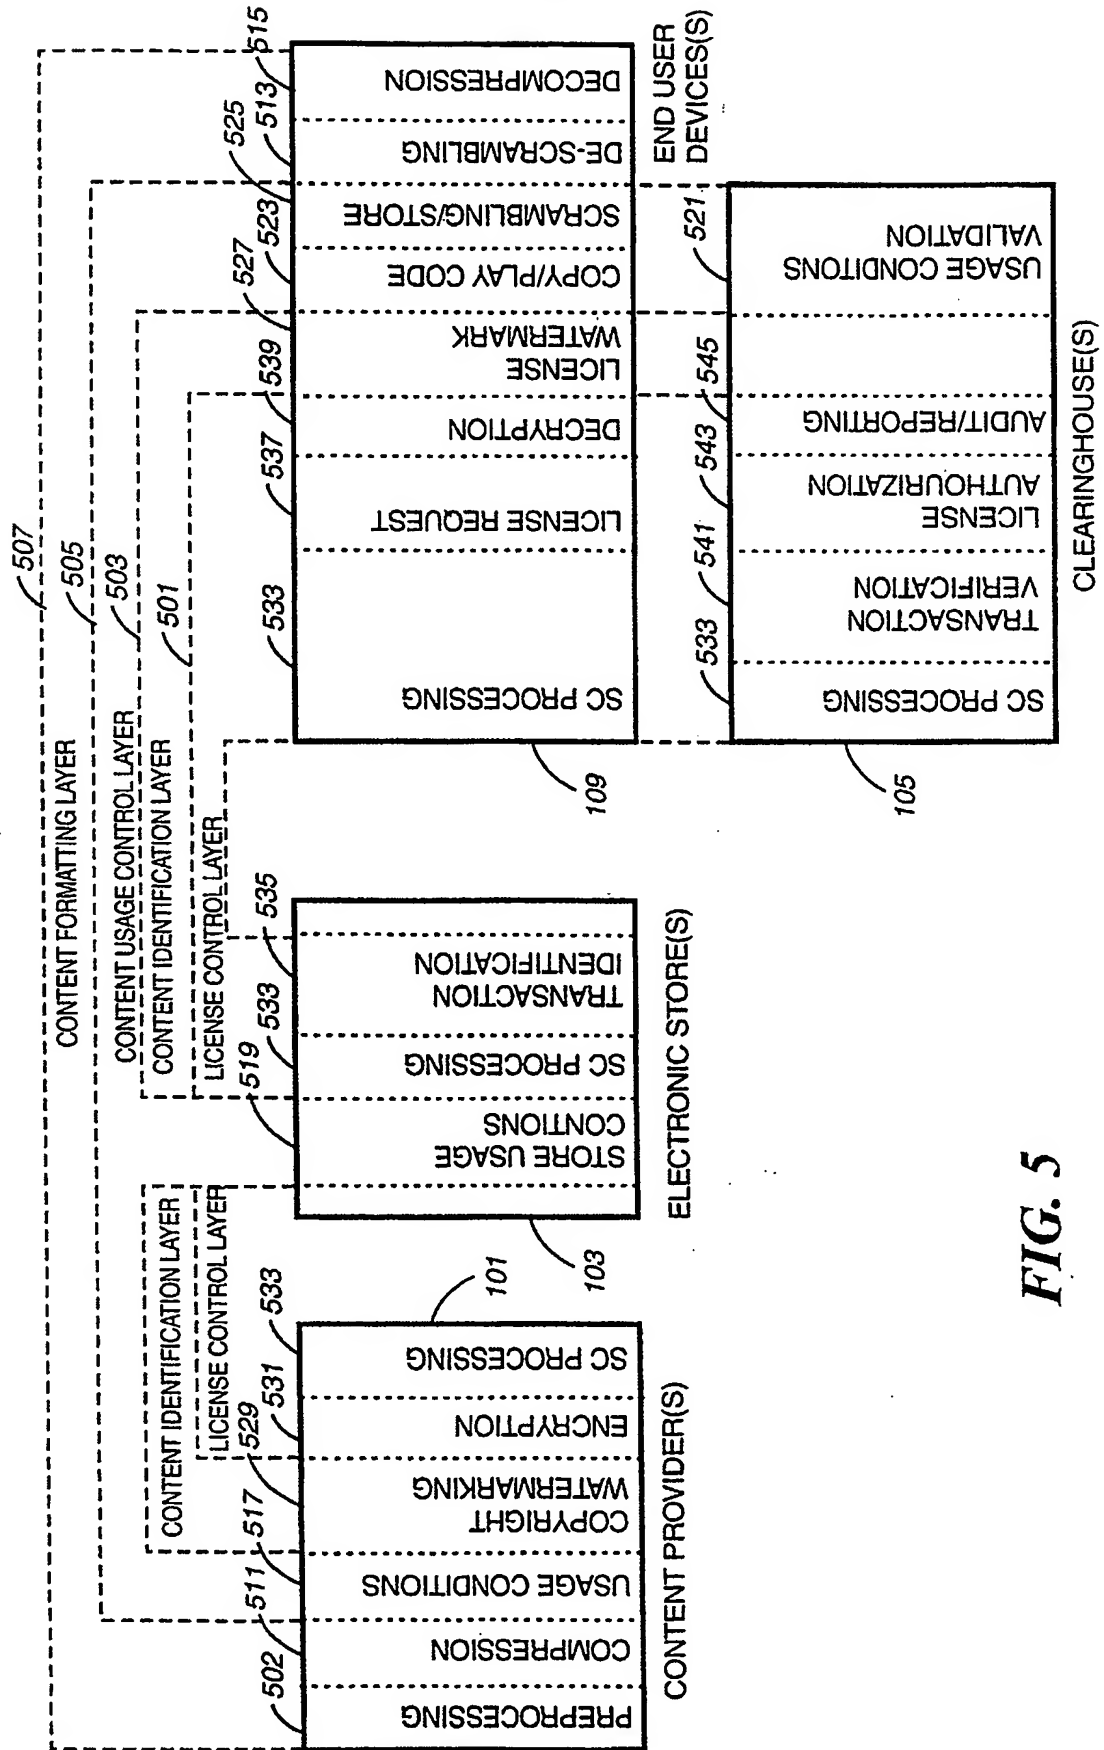 507
CONTENT FORMATTING LAYER
505
CONTENT USAGE CONTROL LAYER
503
CONTENT IDENTIFICATION LAYER
CONTENT IDENTIFICATION LAYER
501
LICENSE CONTROL LAYER
LICENSE CONTROL LAYER
502
511
517
529
531
533
PREPROCESSING
COMPRESSION
USAGE CONDITIONS
COPYRIGHT
WATERMARKING
ENCRYPTION
SC PROCESSING
101
CONTENT PROVIDER(S)
519
533
535
STORE USAGE
CONTIONS
SC PROCESSING
TRANSACTION
IDENTIFICATION
103
ELECTRONIC STORE(S)
533
537
539
527
523
525
513
515
SC PROCESSING
LICENSE REQUEST
DECRYPTION
LICENSE
WATERMARK
COPY/PLAY CODE
SCRAMBLING/STORE
DE-SCRAMBLING
DECOMPRESSION
109
END USER
DEVICES(S)
533
541
543
545
521
SC PROCESSING
TRANSACTION
VERIFICATION
LICENSE
AUTHOURIZATION
AUDIT/REPORTING
USAGE CONDITONS
VALIDATION
105
CLEARINGHOUSE(S)
FIG. 5